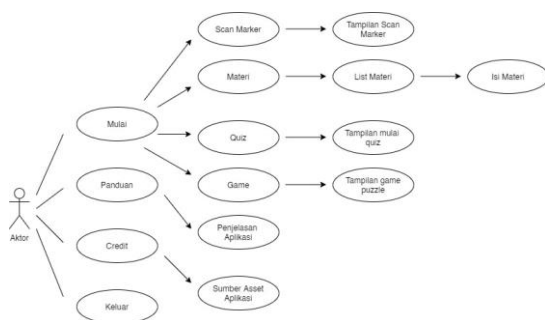 Scan Marker
Tampilan Scan
Marker
Materi
List Materi
Isi Materi
Mulai
Quiz
Tampilan mulai
quiz
Panduan
Game
Tampilan game
puzzle
Aktor
Penjelasan
Aplikasi
Credit
Sumber Asset
Aplikasi
Keluar